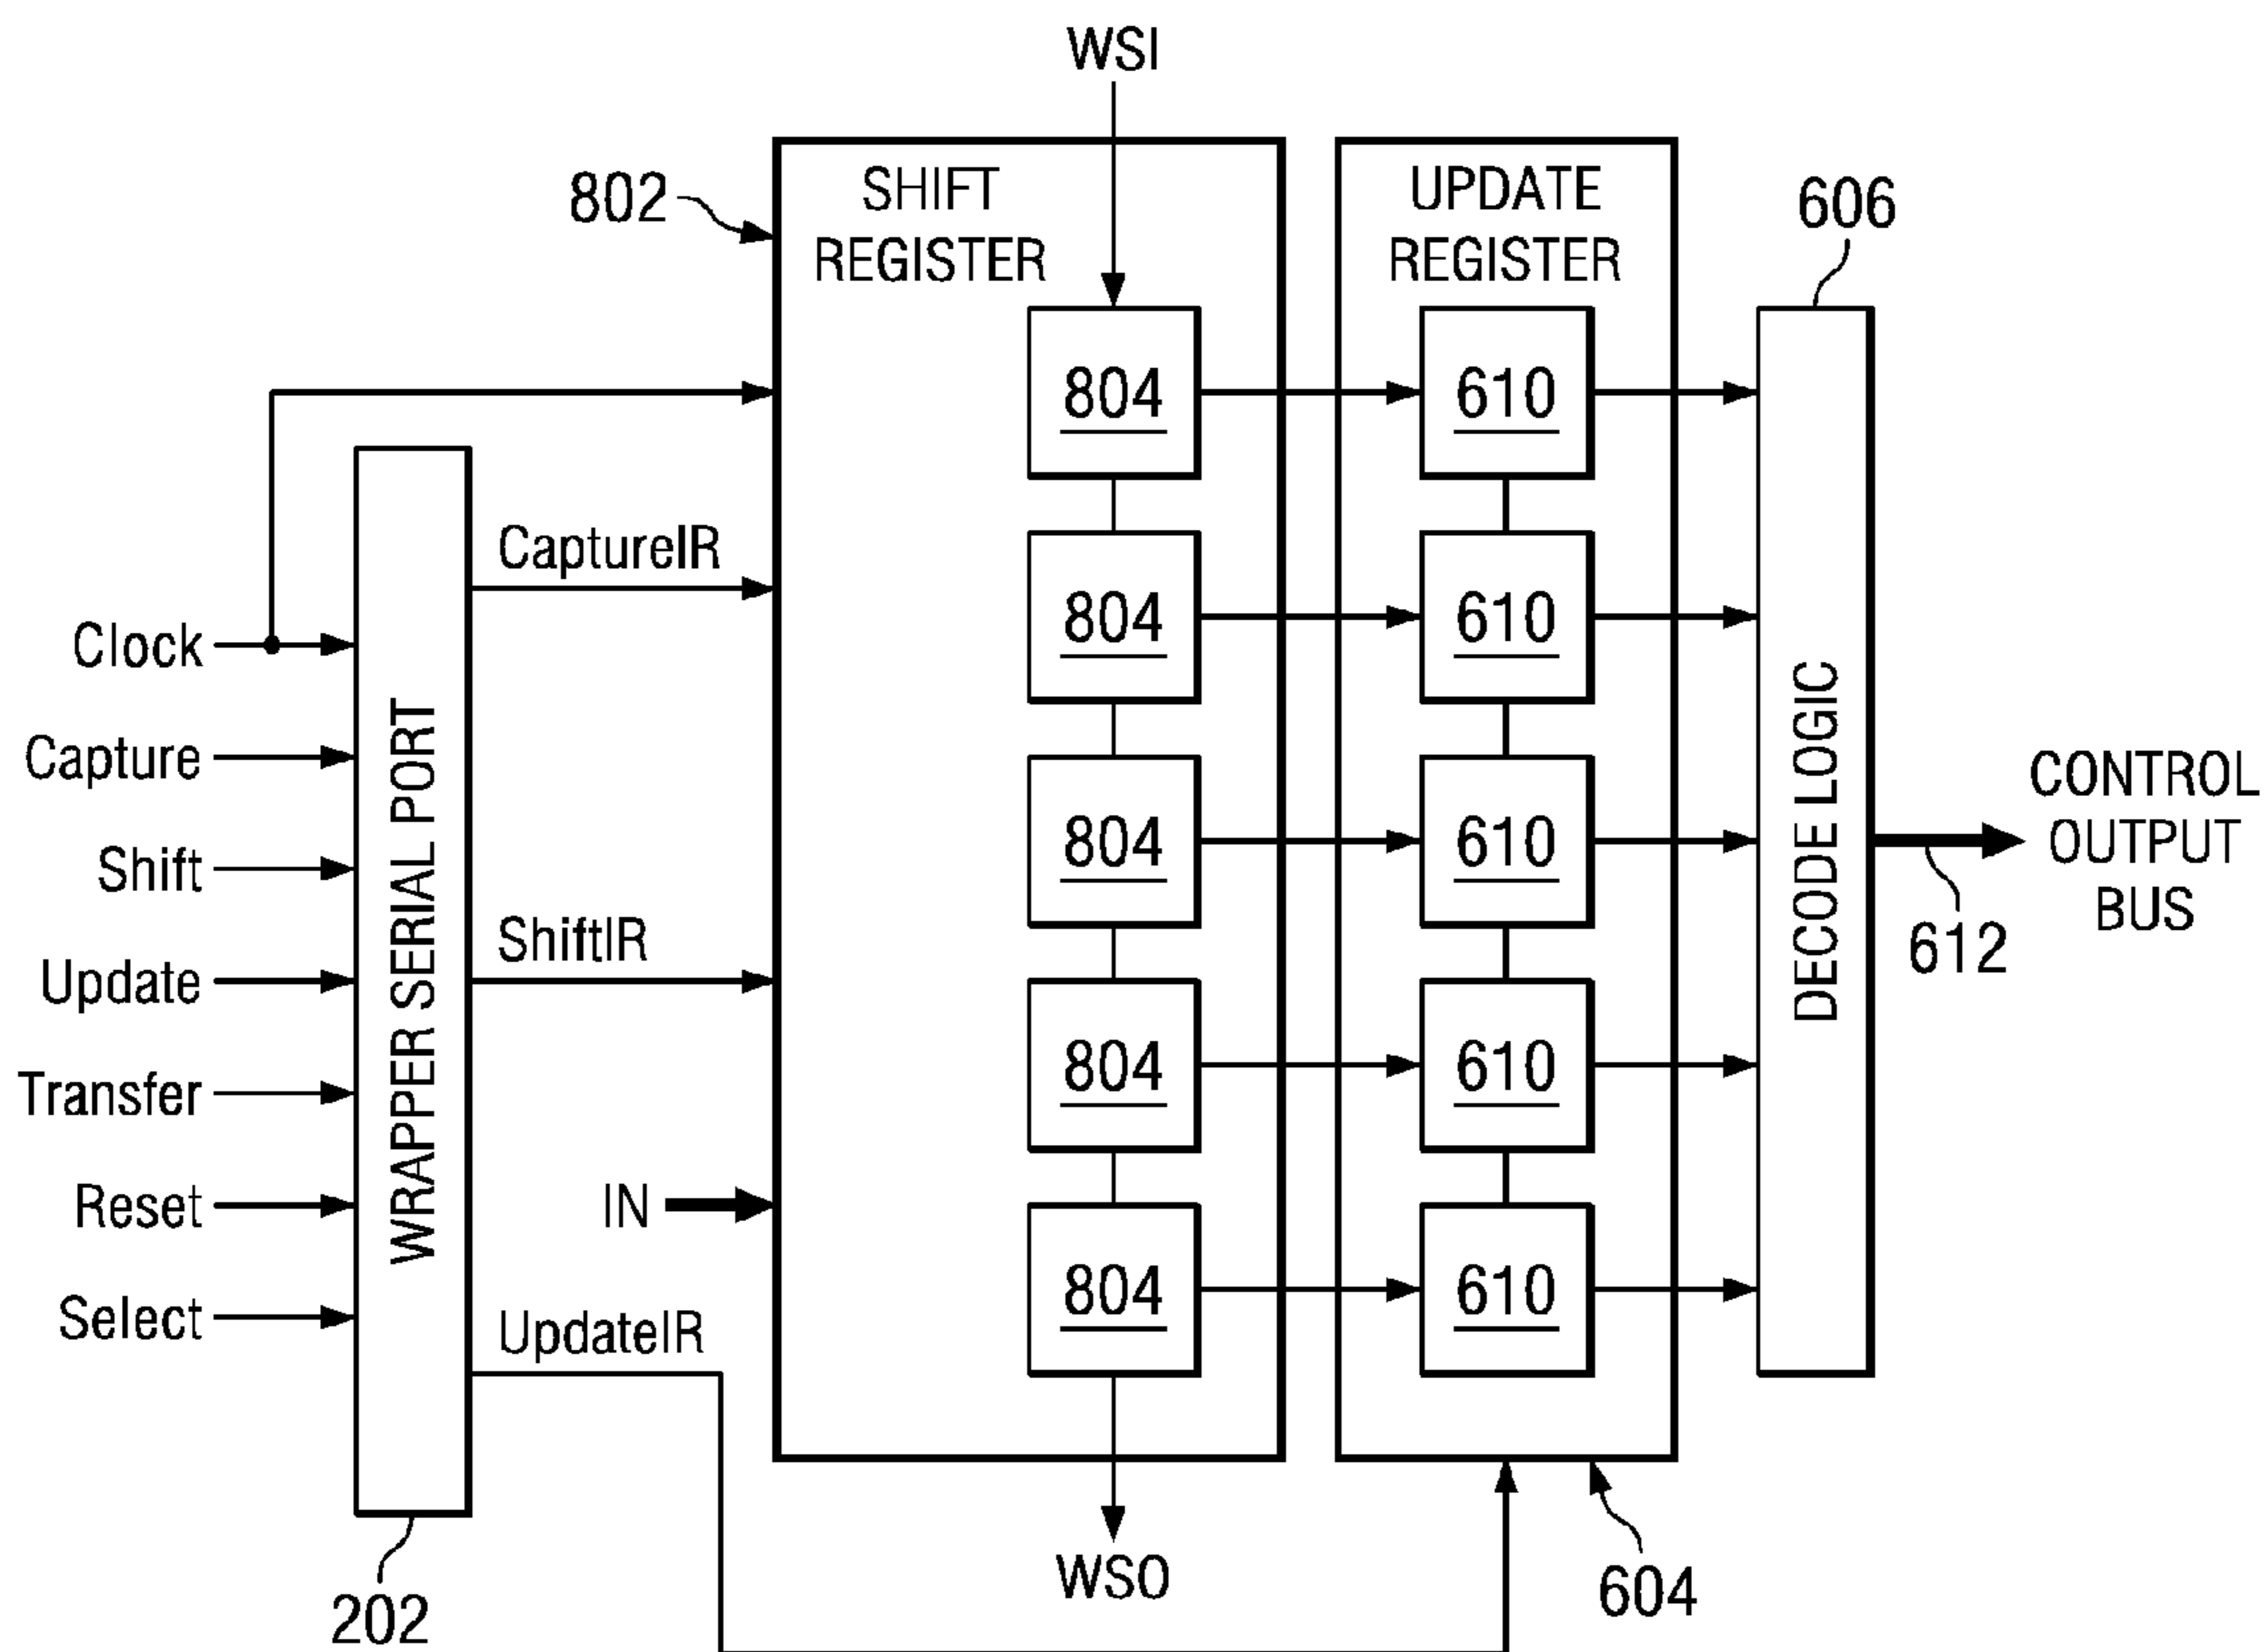 WSI
802
SHIFT
REGISTER
UPDATE
REGISTER
606
804
610
CaptureIR
804
610
Clock
Capture
Shift
Update
Transfer
Reset
Select
WRAPPER SERIAL PORT
804
610
DECODE LOGIC
CONTROL
OUTPUT
BUS
612
ShiftIR
804
610
IN
804
610
UpdateIR
WSO
202
604